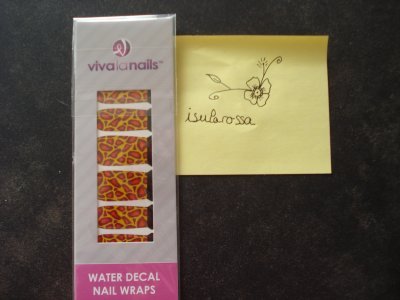 vivalanails™
isularossa
WATER DECAL
NAIL WRAPS